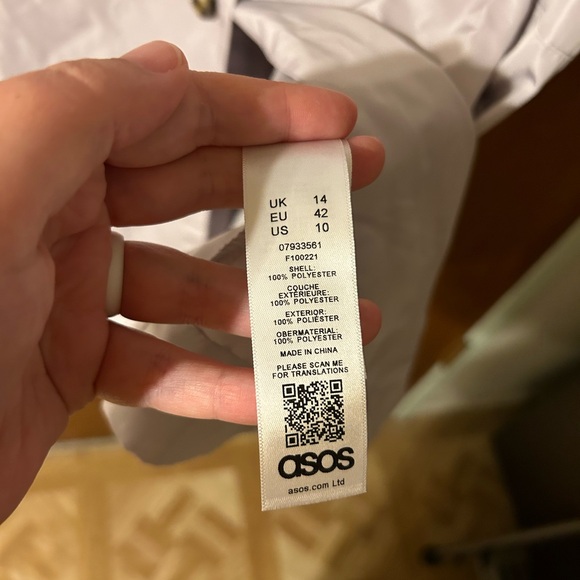 UK 14
EU 42
US 10
07933561
F100221
SHELL:
100% POLYESTER
COUCHE
EXTÉRIEURE:
100% POLYESTER
EXTERIOR:
100% POLIÉSTER
OBERMATERIAL:
100% POLYESTER
MADE IN CHINA
PLEASE SCAN ME
FOR TRANSLATIONS
asos
asos.com Ltd